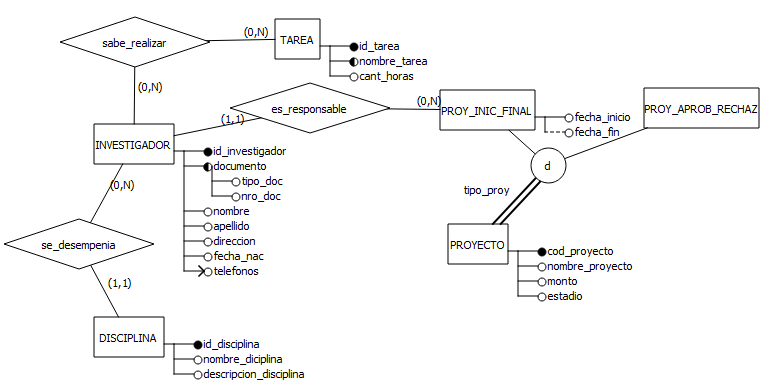 sabe_realizar
(0,N)
TAREA
id_tarea
nombre_tarea
cant_horas
(0,N)
es_responsable
(1,1)
(0,N)
PROY_INIC_FINAL
fecha_inicio
fecha_fin
PROY_APROB_RECHAZ
INVESTIGADOR
id_investigador
documento
tipo_doc
nro_doc
nombre
apellido
direccion
fecha_nac
telefonos
d
tipo_proy
(0,N)
se_desempenia
(1,1)
PROYECTO
cod_proyecto
nombre_proyecto
monto
estadio
DISCIPLINA
id_disciplina
nombre_diciplina
descripcion_disciplina